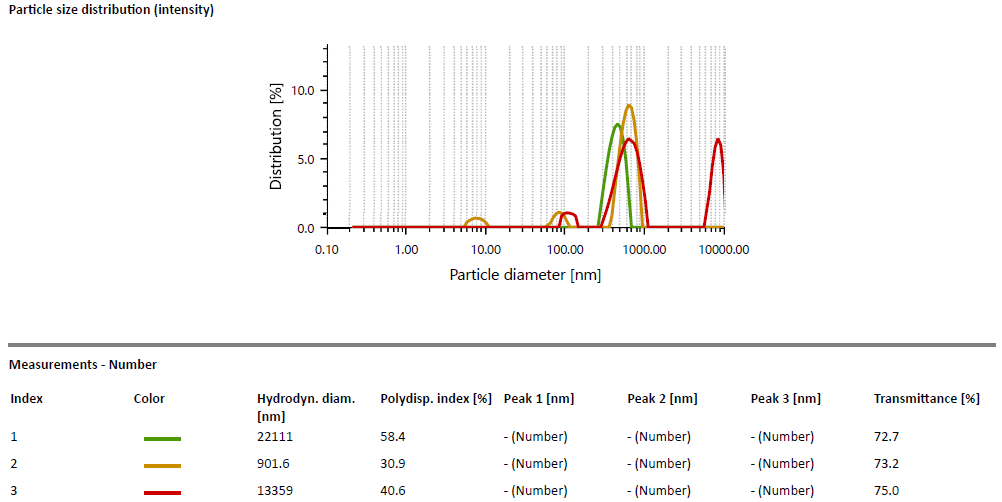 Particle size distribution (intensity)
Distribution [%]
10.0
5.0
0.0
0.10 1.00 10.00 100.00 1000.00 10000.00
Particle diameter [nm]
Measurements - Number
Index Color Hydrodyn. diam. [nm] Polydisp. index [%] Peak 1 [nm] Peak 2 [nm] Peak 3 [nm] Transmittance [%]
1 22111 58.4 - (Number) - (Number) - (Number) 72.7
2 901.6 30.9 - (Number) - (Number) - (Number) 73.2
3 13359 40.6 - (Number) - (Number) - (Number) 75.0